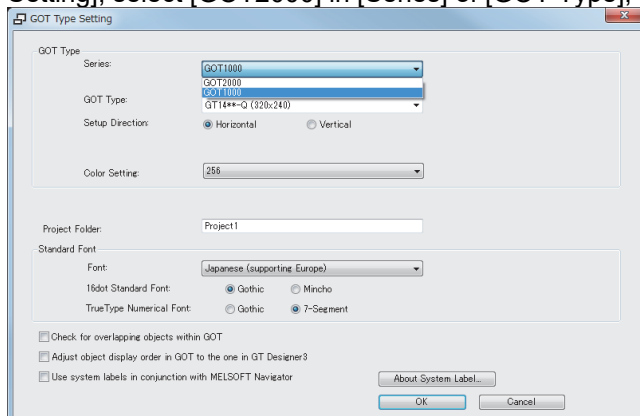 Setting], select [GOT2000] in [Series] of [GOT Type],
GOT Type Setting
GOT Type
Series:
GOT1000
GOT2000
GOT1000
GOT Type:
GT14**-Q (320x240)
Setup Direction:
Horizontal Vertical
Color Setting:
256
Project Folder:
Project1
Standard Font
Font:
Japanese (supporting Europe)
16dot Standard Font:
Gothic Mincho
TrueType Numerical Font:
Gothic 7-Segment
Check for overlapping objects within GOT
Adjust object display order in GOT to the one in GT Designer3
Use system labels in conjunction with MELSOFT Navigator
About System Label...
OK Cancel